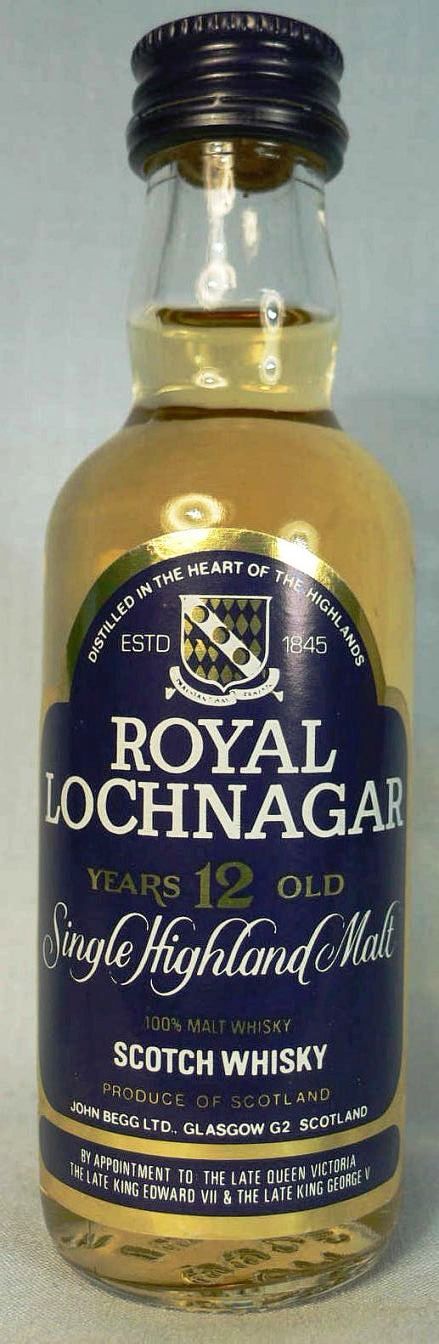 DISTILLED IN THE HEART OF THE HIGHLANDS
ESTD 1845
ROYAL
LOCHNAGAR
YEARS 12 OLD
Single Highland Malt
100% MALT WHISKY
SCOTCH WHISKY
PRODUCE OF SCOTLAND
JOHN BEGG LTD., GLASGOW G2 SCOTLAND
BY APPOINTMENT TO THE LATE QUEEN VICTORIA
THE LATE KING EDWARD VII & THE LATE KING GEORGE V